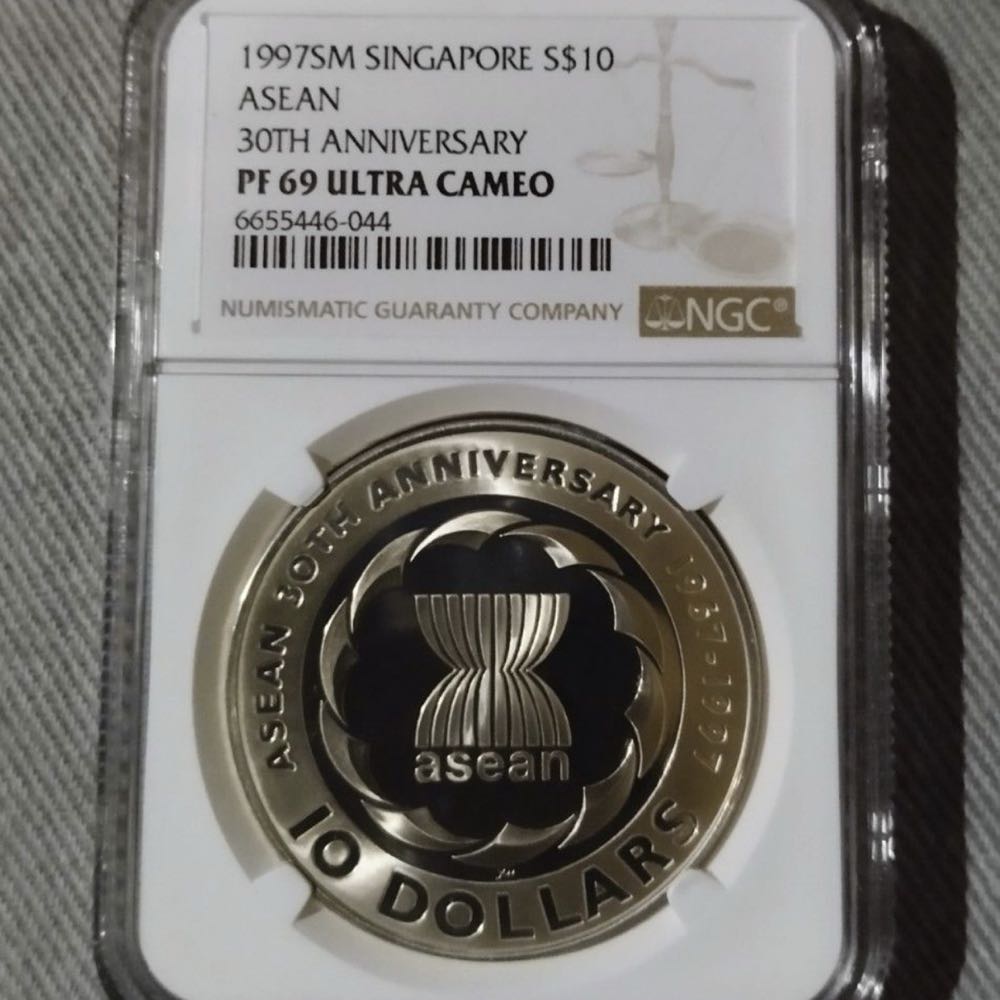 1997SM SINGAPORE S$10
ASEAN
30TH ANNIVERSARY
PF 69 ULTRA CAMEO
6655446-044
NUMISMATIC GUARANTY COMPANY NGC®
ASEAN 30TH ANNIVERSARY 1967-1997
asean
10 DOLLARS